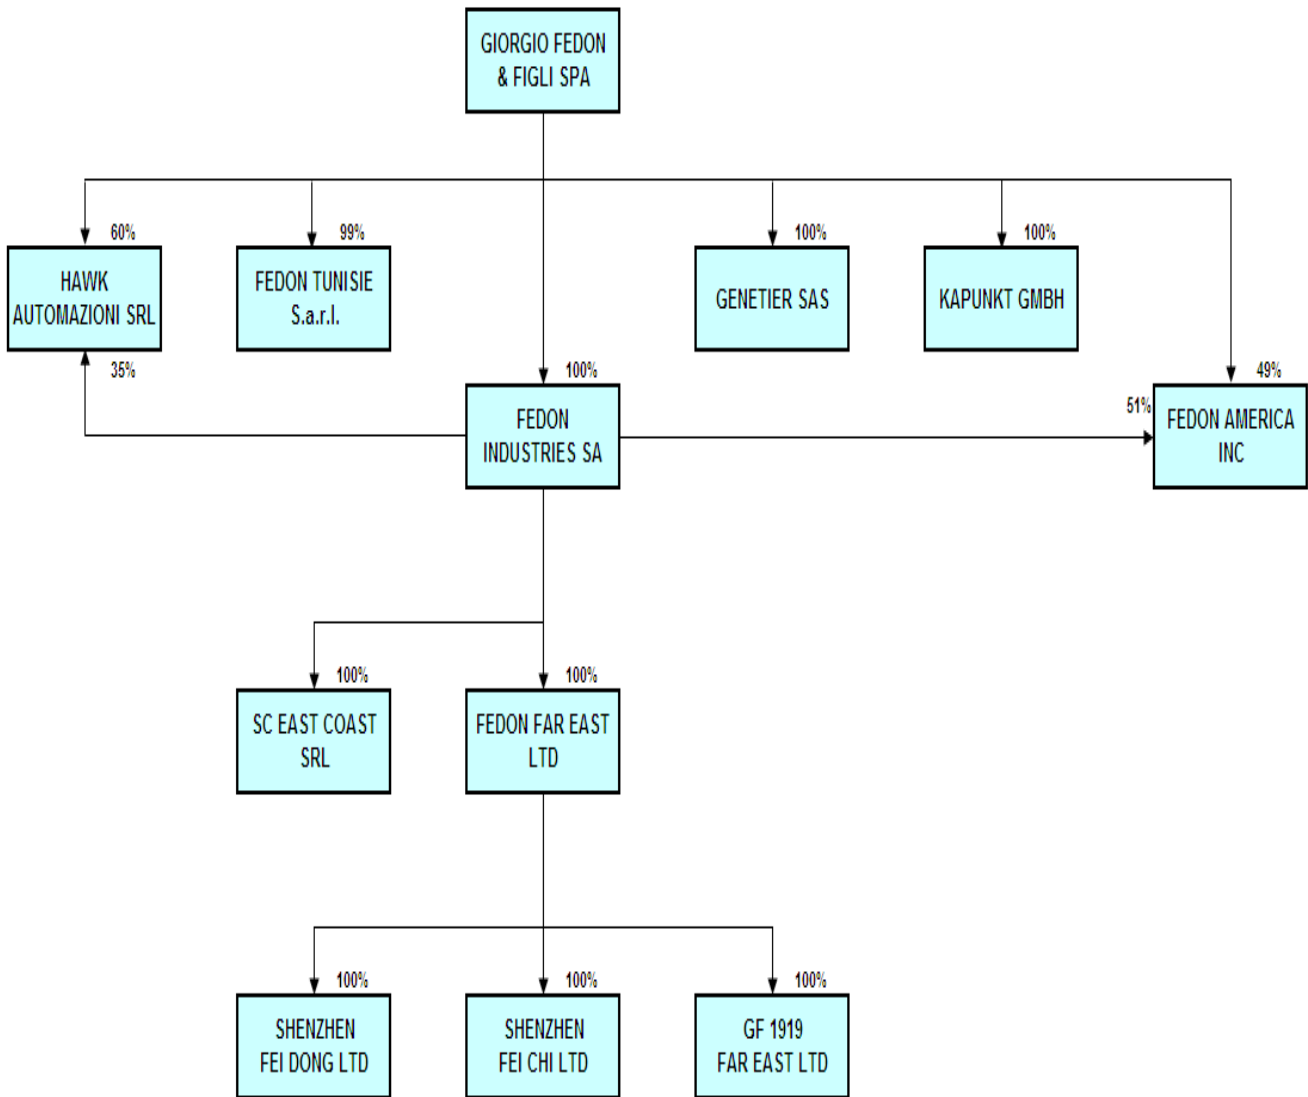 GIORGIO FEDON
& FIGLI SPA
60%
99%
100%
100%
HAWK
AUTOMAZIONI SRL
FEDON TUNISIE
S.a.r.l.
GENETIER SAS
KAPUNKT GMBH
35%
100%
49%
51%
FEDON
INDUSTRIES SA
FEDON AMERICA
INC
100%
100%
SC EAST COAST
SRL
FEDON FAR EAST
LTD
100%
100%
100%
SHENZHEN
FEI DONG LTD
SHENZHEN
FEI CHI LTD
GF 1919
FAR EAST LTD